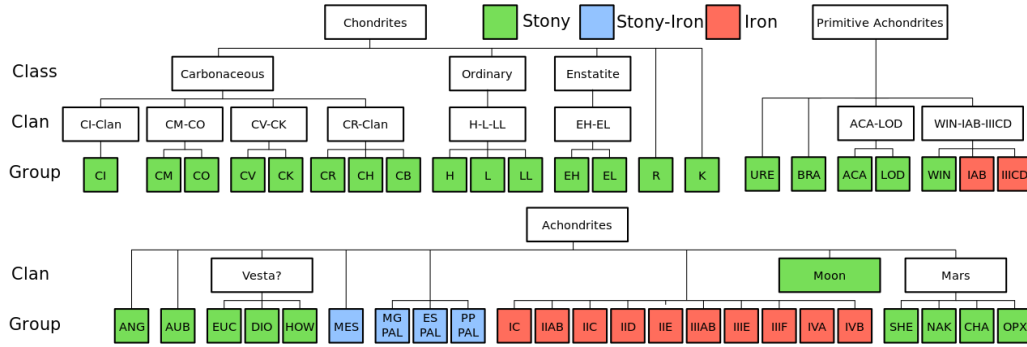 Chondrites
Stony
Stony-Iron
Iron
Primitive Achondrites
Class
Carbonaceous
Ordinary
Enstatite
Clan
CI-Clan
CM-CO
CV-CK
CR-Clan
H-L-LL
EH-EL
ACA-LOD
WIN-IAB-IIICD
Group
CI
CM
CO
CV
CK
CR
CH
CB
H
L
LL
EH
EL
R
K
URE
BRA
ACA
LOD
WIN
IAB
IIICD
Achondrites
Clan
Vesta?
Moon
Mars
Group
ANG
AUB
EUC
DIO
HOW
MES
MG
PAL
ES
PAL
PP
PAL
IC
IIAB
IIC
IID
IIE
IIIAB
IIIE
IIIF
IVA
IVB
SHE
NAK
CHA
OPX